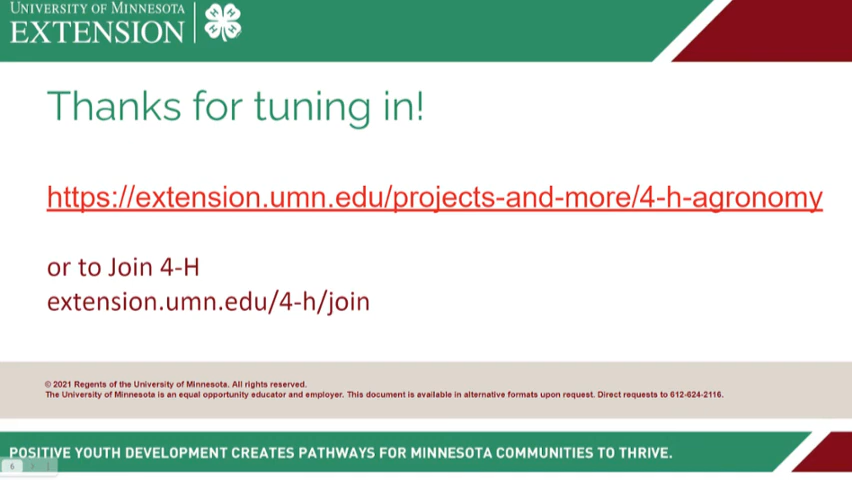 UNIVERSITY OF MINNESOTA
EXTENSION
H H H H
Thanks for tuning in!
https://extension.umn.edu/projects-and-more/4-h-agronomy
or to Join 4-H
extension.umn.edu/4-h/join
© 2021 Regents of the University of Minnesota. All rights reserved.
The University of Minnesota is an equal opportunity educator and employer. This document is available in alternative formats upon request. Direct requests to 612-624-2116.
POSITIVE YOUTH DEVELOPMENT CREATES PATHWAYS FOR MINNESOTA COMMUNITIES TO THRIVE.
6